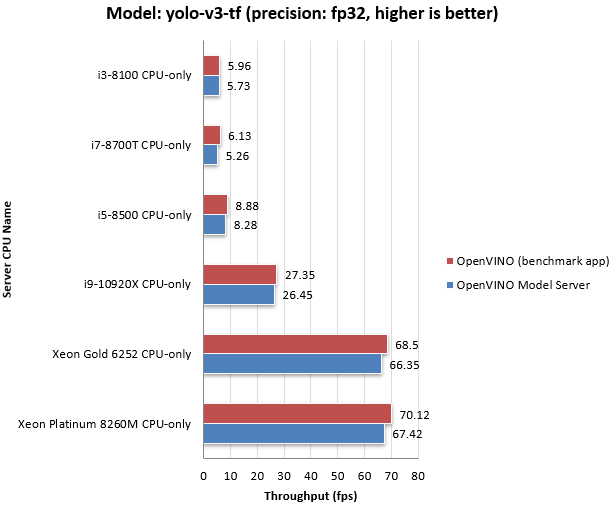 Model: yolo-v3-tf (precision: fp32, higher is better)
i3-8100 CPU-only
5.96
5.73
i7-8700T CPU-only
6.13
5.26
i5-8500 CPU-only
8.88
8.28
i9-10920X CPU-only
27.35
26.45
Xeon Gold 6252 CPU-only
68.5
66.35
Xeon Platinum 8260M CPU-only
70.12
67.42
Server CPU Name
0 10 20 30 40 50 60 70 80
Throughput (fps)
OpenVINO (benchmark app)
OpenVINO Model Server